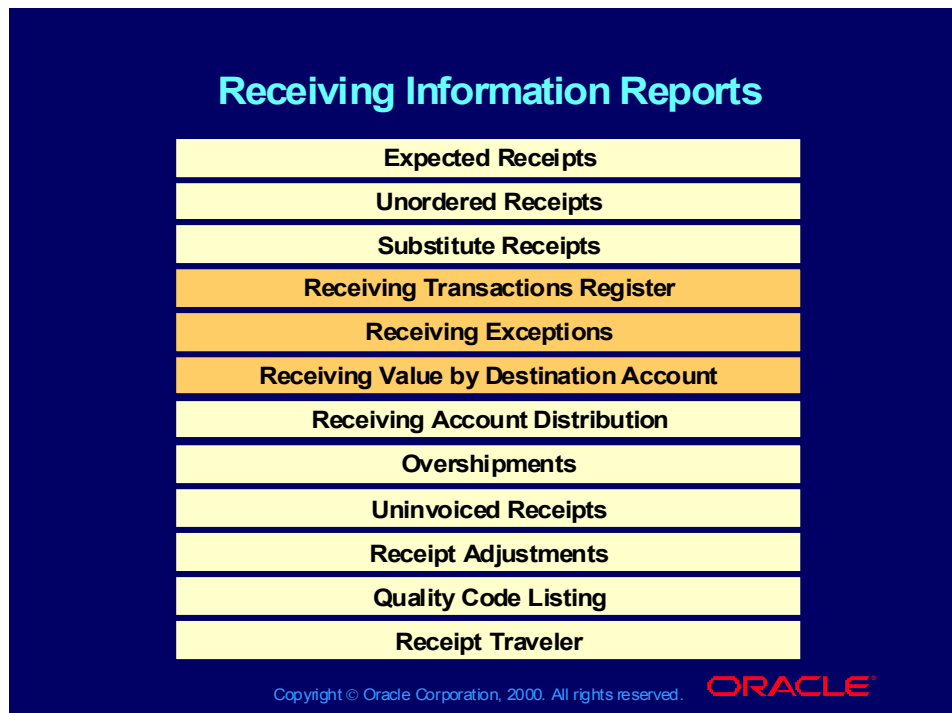 Receiving Information Reports
Expected Receipts
Unordered Receipts
Substitute Receipts
Receiving Transactions Register
Receiving Exceptions
Receiving Value by Destination Account
Receiving Account Distribution
Overshipments
Uninvoiced Receipts
Receipt Adjustments
Quality Code Listing
Receipt Traveler
Copyright © Oracle Corporation, 2000. All rights reserved.
ORACLE®